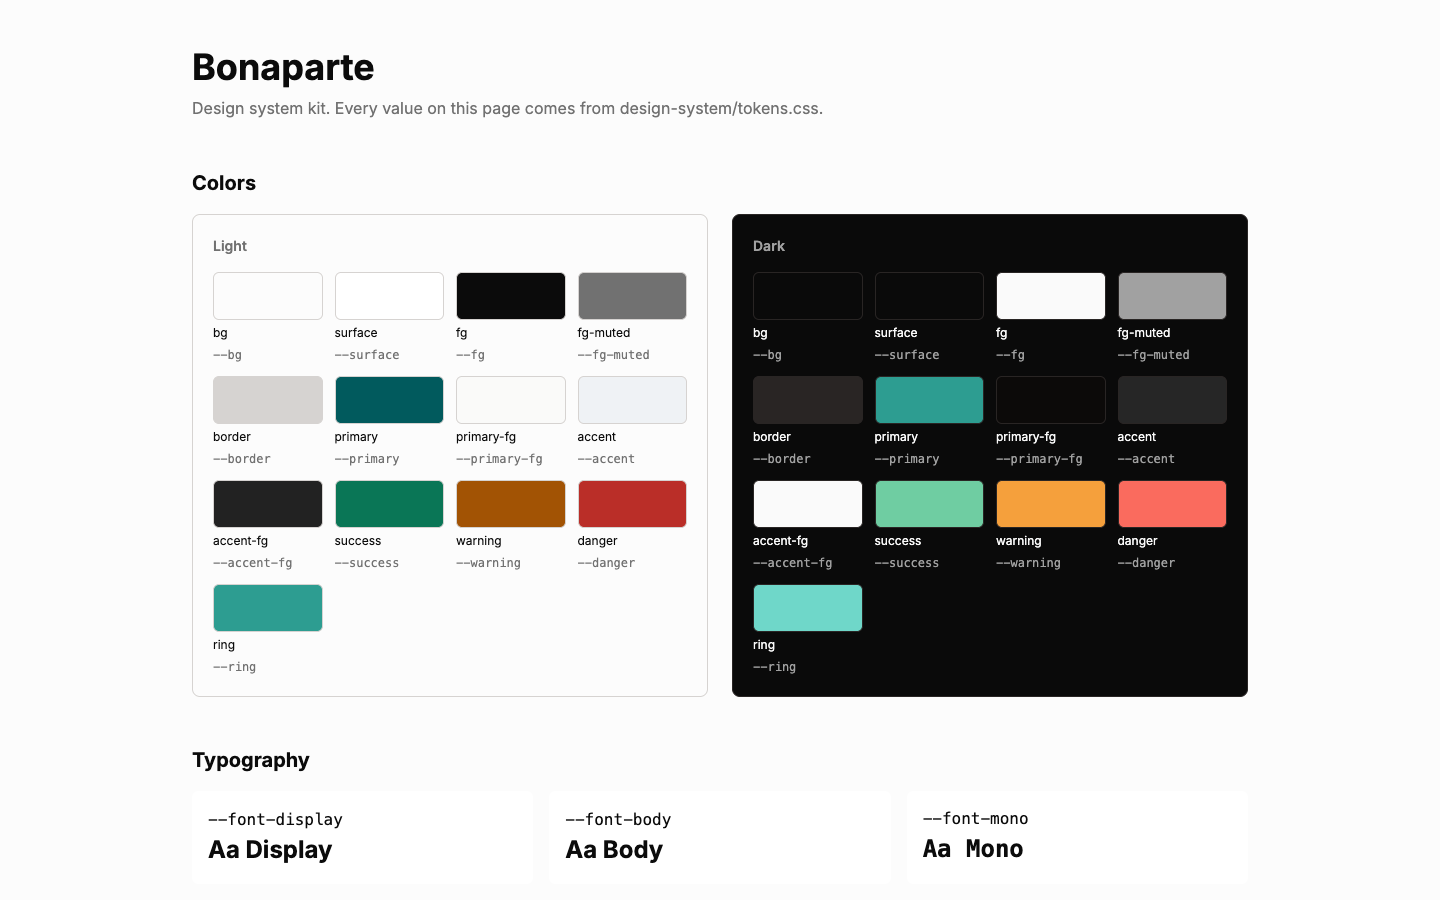 Bonaparte
Design system kit. Every value on this page comes from design-system/tokens.css.
Colors
Light
bg
--bg
surface
--surface
fg
--fg
fg-muted
--fg-muted
border
--border
primary
--primary
primary-fg
--primary-fg
accent
--accent
accent-fg
--accent-fg
success
--success
warning
--warning
danger
--danger
ring
--ring
Dark
bg
--bg
surface
--surface
fg
--fg
fg-muted
--fg-muted
border
--border
primary
--primary
primary-fg
--primary-fg
accent
--accent
accent-fg
--accent-fg
success
--success
warning
--warning
danger
--danger
ring
--ring
Typography
--font-display
Aa Display
--font-body
Aa Body
--font-mono
Aa Mono